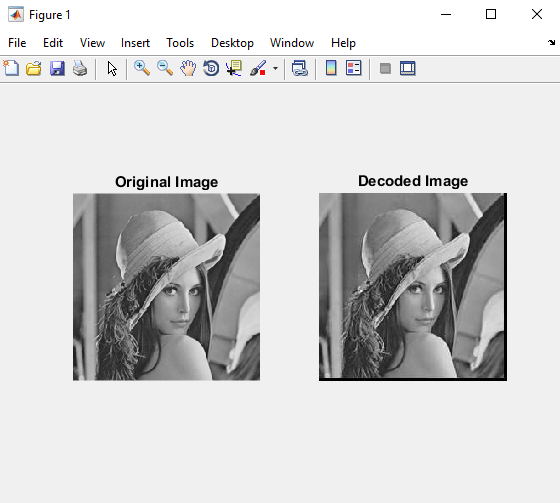 Figure 1
File Edit View Insert Tools Desktop Window Help
Original Image Decoded Image